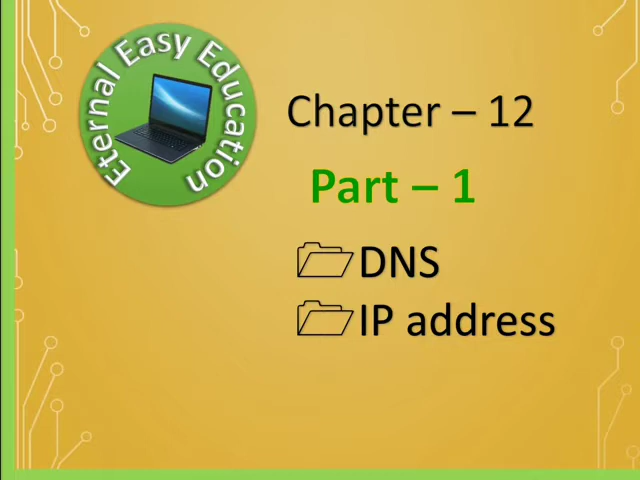 Eternal Easy Education
Chapter – 12
Part – 1
DNS
IP address